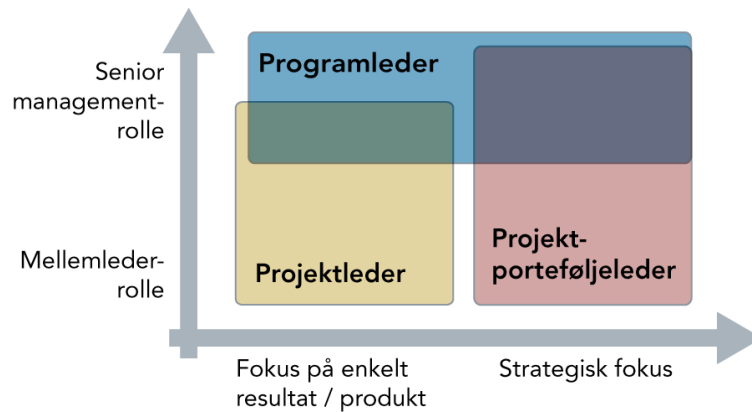 Senior
management-
rolle
Programleder
Mellemleder-
rolle
Projektleder
Projekt-
porteføljeleder
Fokus på enkelt
resultat / produkt
Strategisk fokus